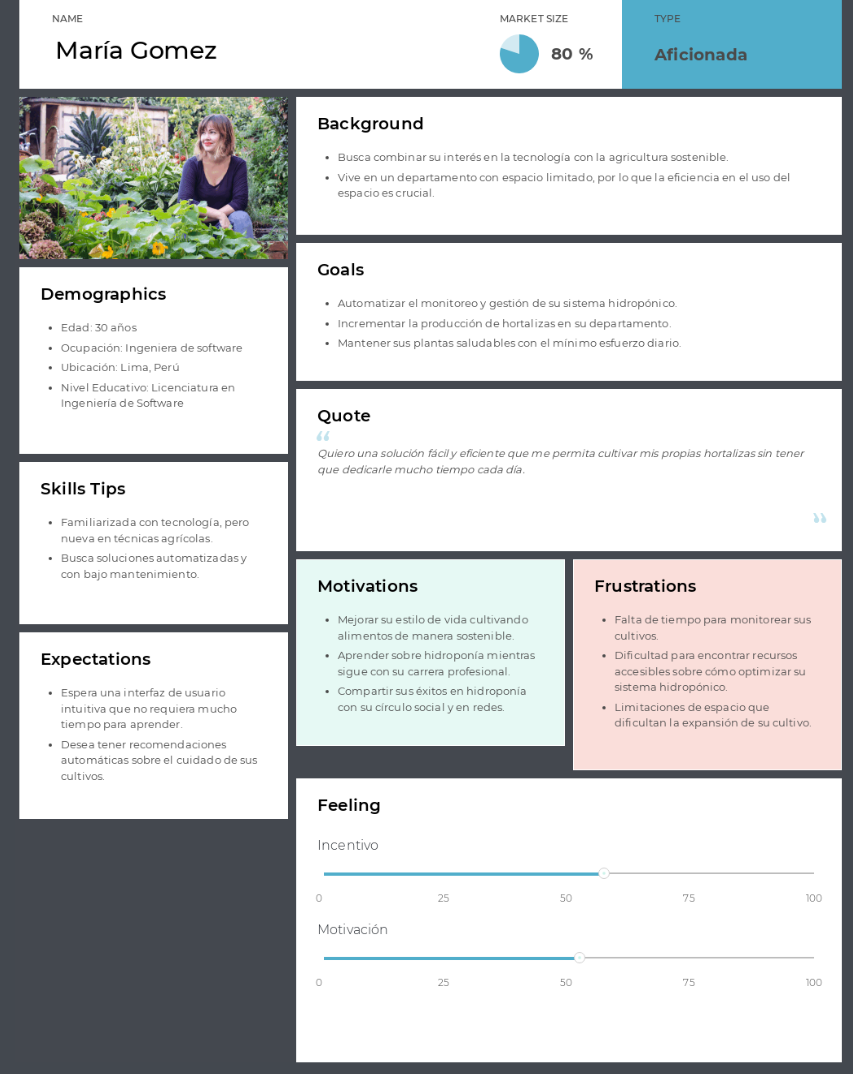 NAME
María Gomez
MARKET SIZE
80 %
TYPE
Aficionada
Demographics
Edad: 30 años
Ocupación: Ingeniera de software
Ubicación: Lima, Perú
Nivel Educativo: Licenciatura en
Ingeniería de Software
Skills Tips
Familiarizada con tecnología, pero
nueva en técnicas agrícolas.
Busca soluciones automatizadas y
con bajo mantenimiento.
Expectations
Espera una interfaz de usuario
intuitiva que no requiera mucho
tiempo para aprender.
Desea tener recomendaciones
automáticas sobre el cuidado de sus
cultivos.
Background
Busca combinar su interés en la tecnología con la agricultura sostenible.
Vive en un departamento con espacio limitado, por lo que la eficiencia en el uso del
espacio es crucial.
Goals
Automatizar el monitoreo y gestión de su sistema hidropónico.
Incrementar la producción de hortalizas en su departamento.
Mantener sus plantas saludables con el mínimo esfuerzo diario.
Quote
“
Quiero una solución fácil y eficiente que me permita cultivar mis propias hortalizas sin tener
que dedicarle mucho tiempo cada día.
”
Motivations
Mejorar su estilo de vida cultivando
alimentos de manera sostenible.
Aprender sobre hidroponía mientras
sigue con su carrera profesional.
Compartir sus éxitos en hidroponía
con su círculo social y en redes.
Frustrations
Falta de tiempo para monitorear sus
cultivos.
Dificultad para encontrar recursos
accesibles sobre cómo optimizar su
sistema hidropónico.
Limitaciones de espacio que
dificultan la expansión de su cultivo.
Feeling
Incentivo
0 25 50 75 100
Motivación
0 25 50 75 100